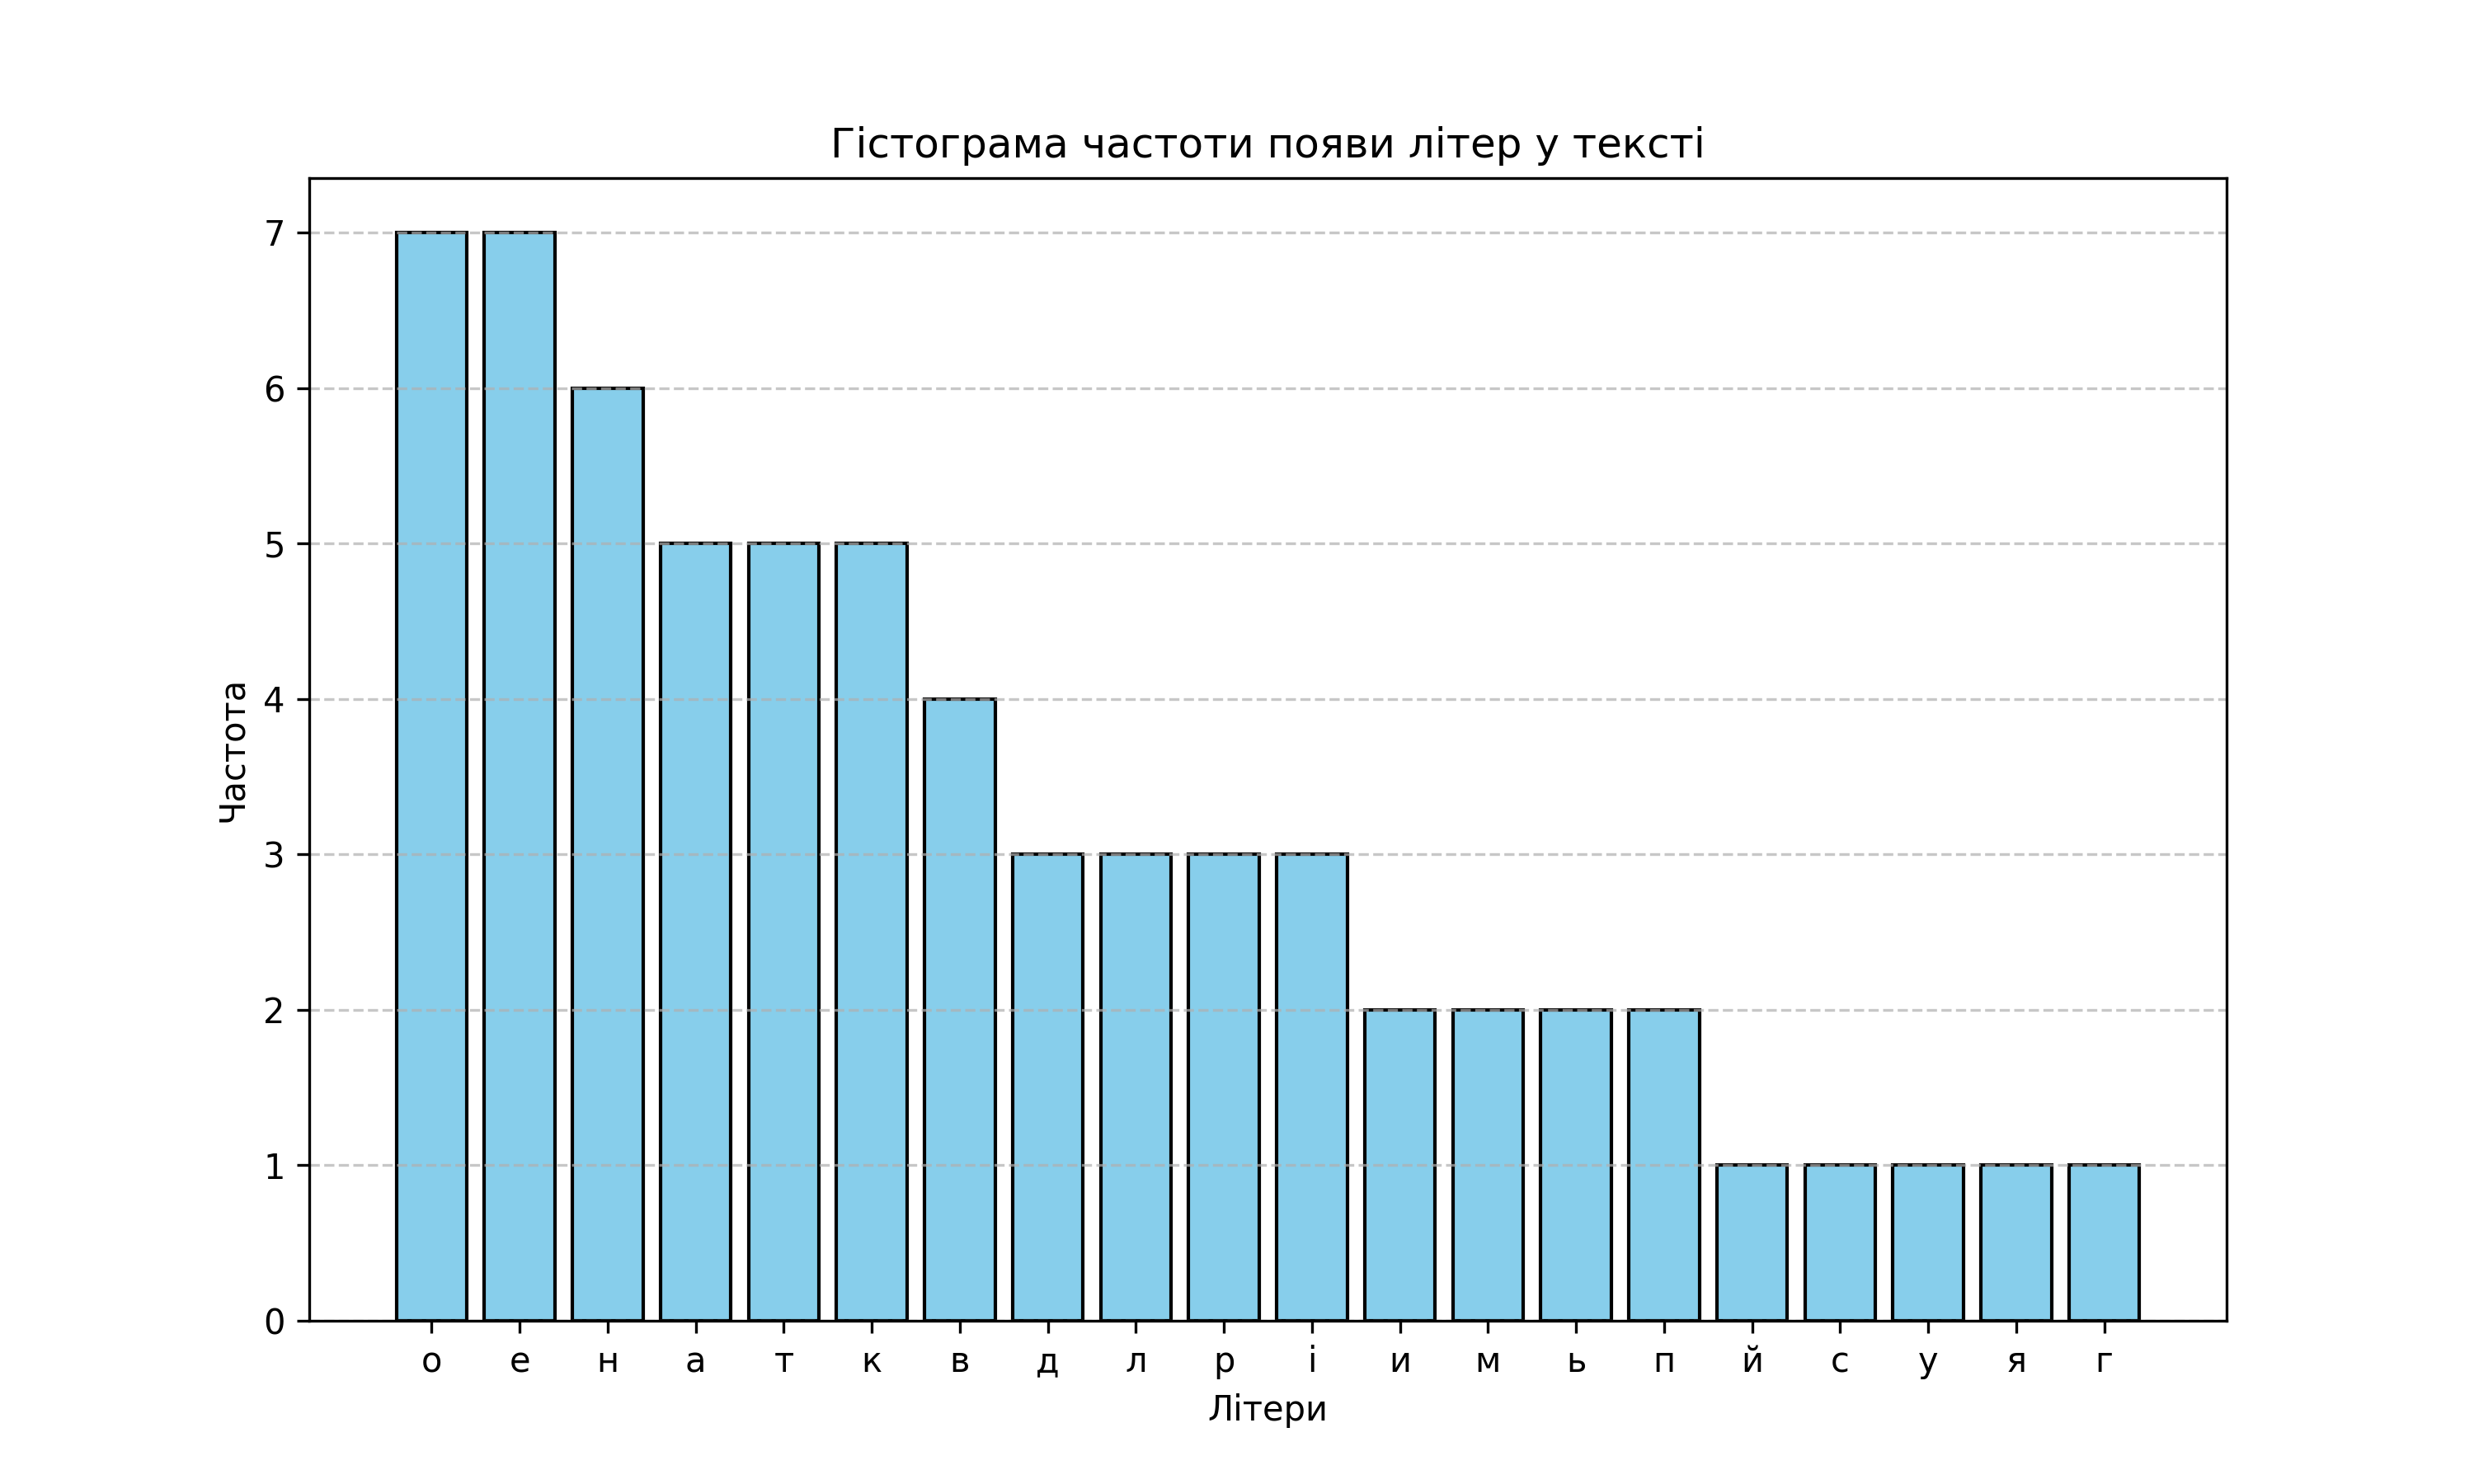 Гістограма частоти появи літер у тексті
7
6
5
4
3
2
1
0
Частота
о е н а т к в д л р і и м ь п й с у я г
Літери